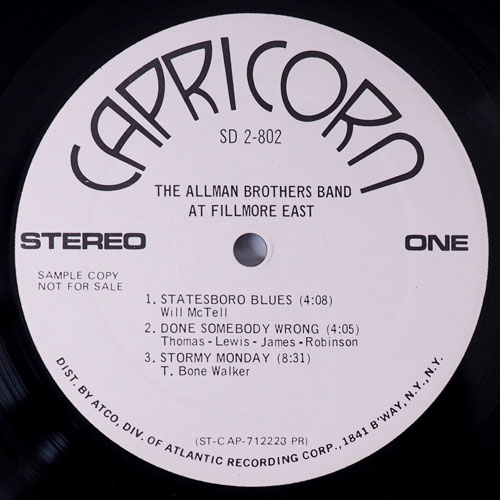 CAPRICORN
SD 2-802
THE ALLMAN BROTHERS BAND
AT FILLMORE EAST
STEREO
ONE
SAMPLE COPY
NOT FOR SALE
1. STATESBORO BLUES (4:08)
Will McTell
2. DONE SOMEBODY WRONG (4:05)
Thomas-Lewis-James-Robinson
3. STORMY MONDAY (8:31)
T. Bone Walker
(ST-CAP-712223 PR)
DIST. BY ATCO, DIV. OF ATLANTIC RECORDING CORP., 1841 B'WAY, N.Y., N.Y.